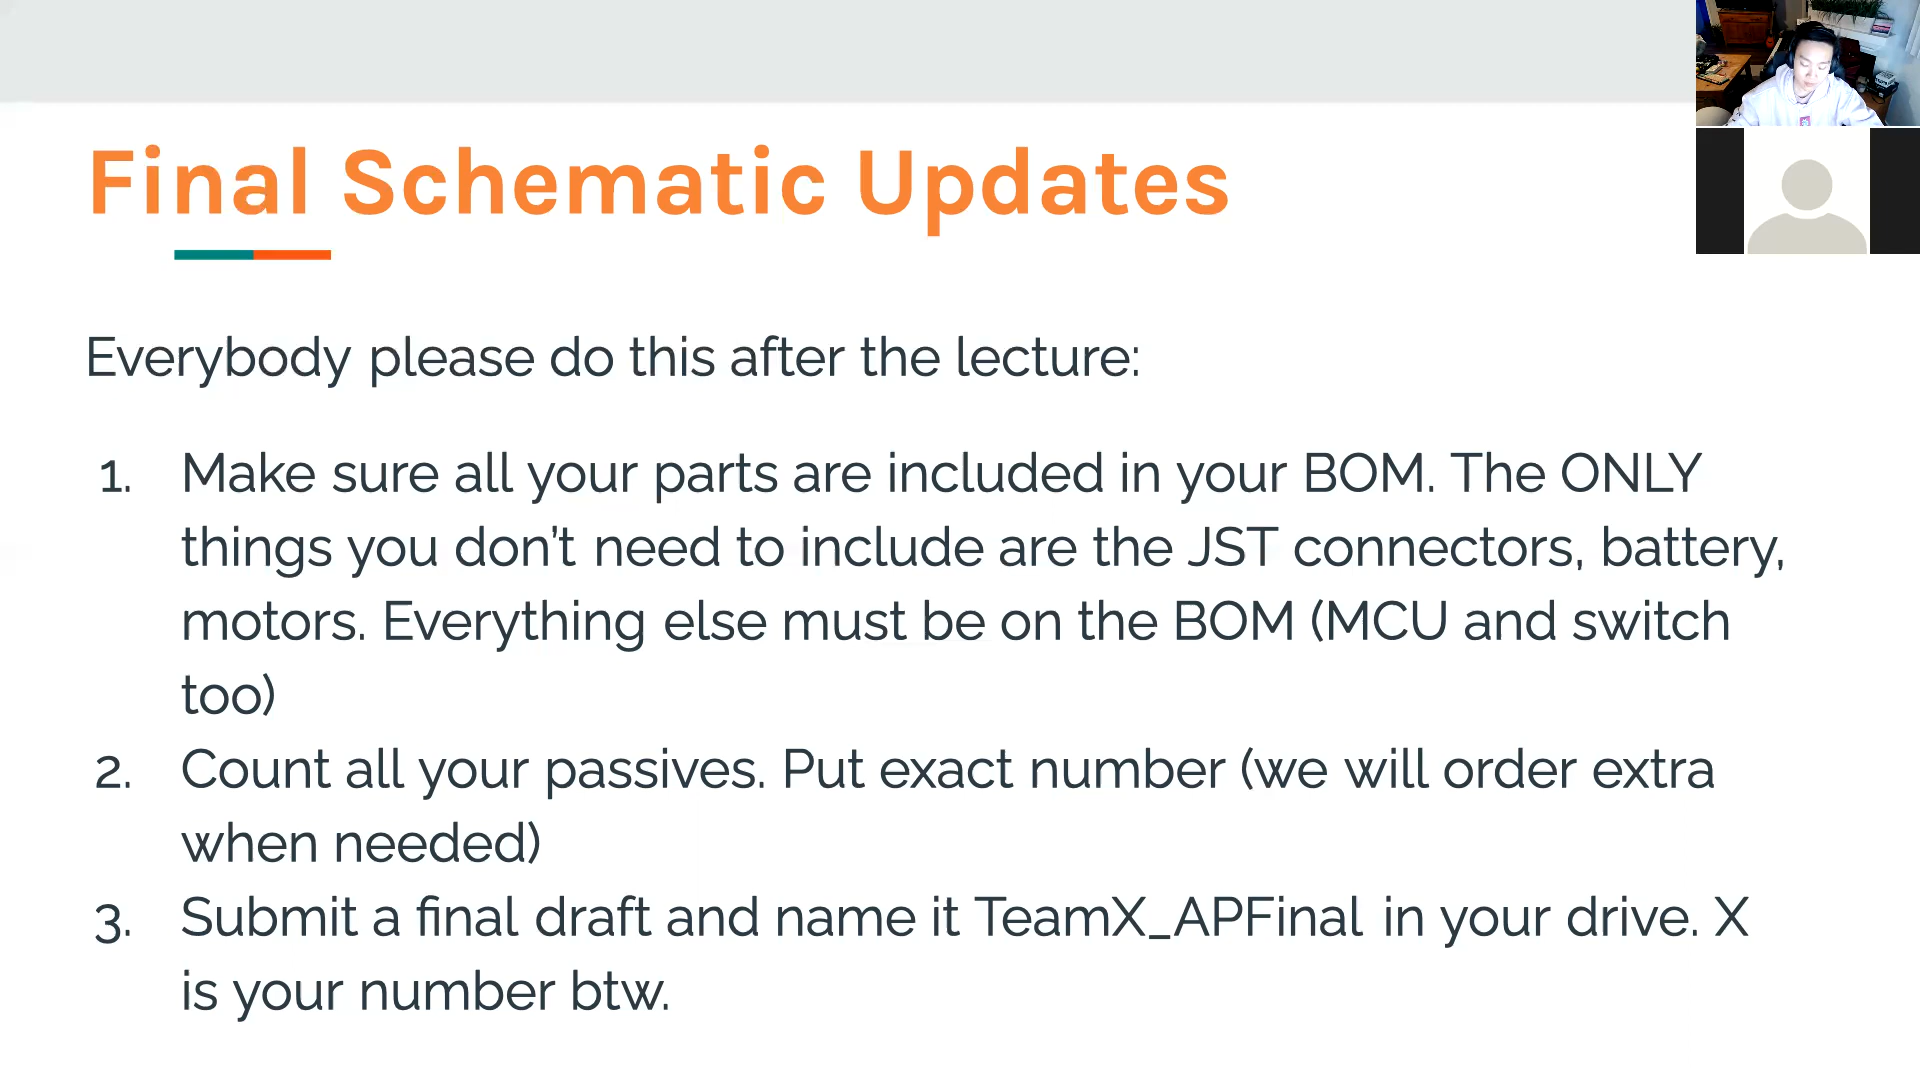 Final Schematic Updates
Everybody please do this after the lecture:
1. Make sure all your parts are included in your BOM. The ONLY
things you don’t need to include are the JST connectors, battery,
motors. Everything else must be on the BOM (MCU and switch
too)
2. Count all your passives. Put exact number (we will order extra
when needed)
3. Submit a final draft and name it TeamX_APFinal in your drive. X
is your number btw.